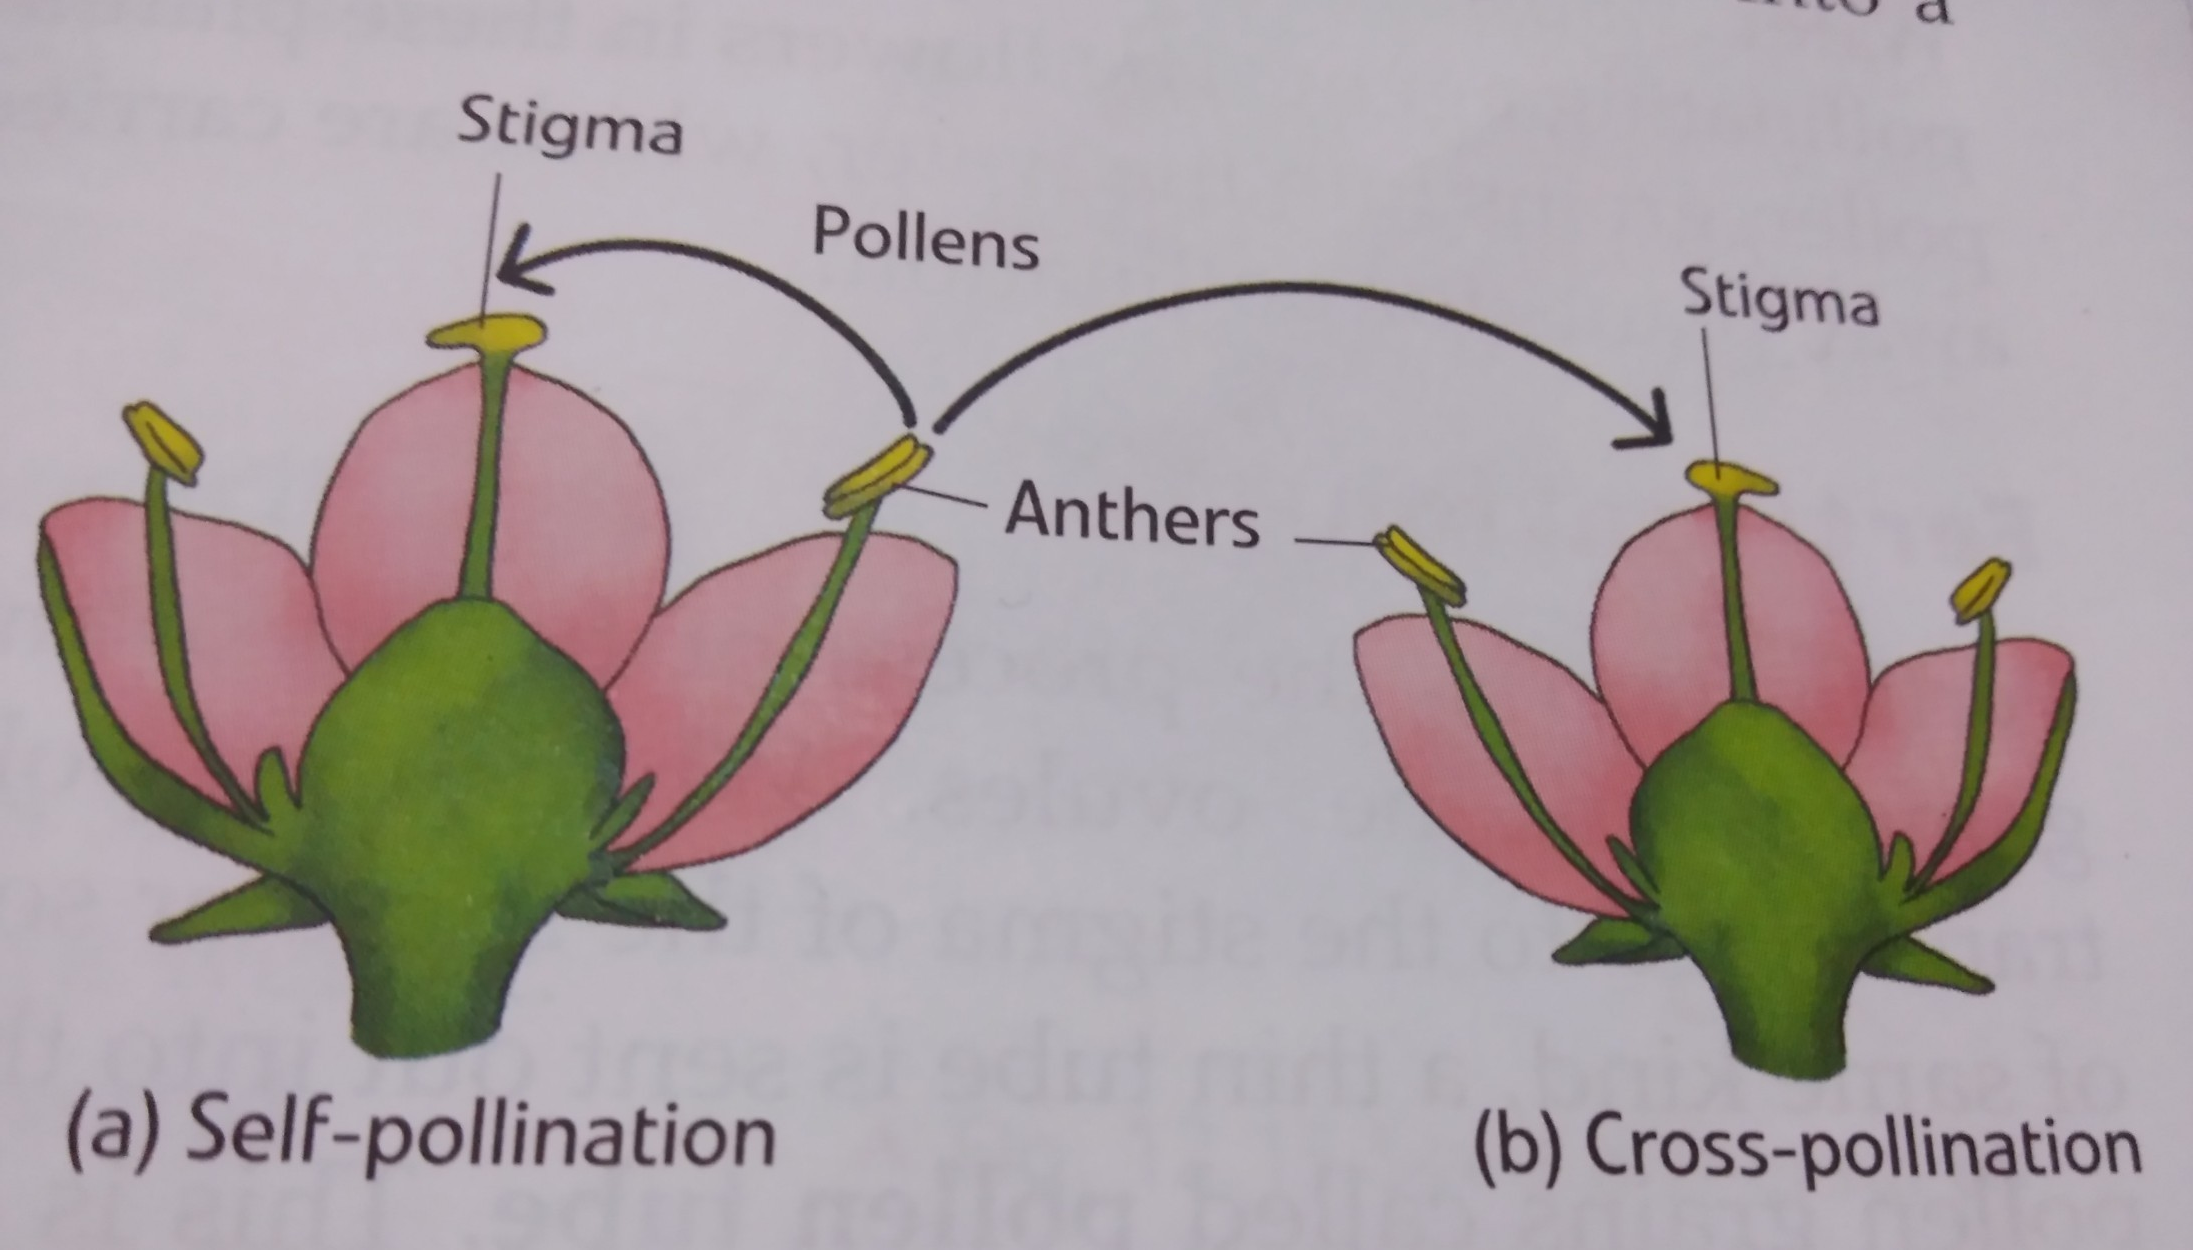 a
Stigma
Pollens
Stigma
Anthers
(a) Self-pollination
(b) Cross-pollination